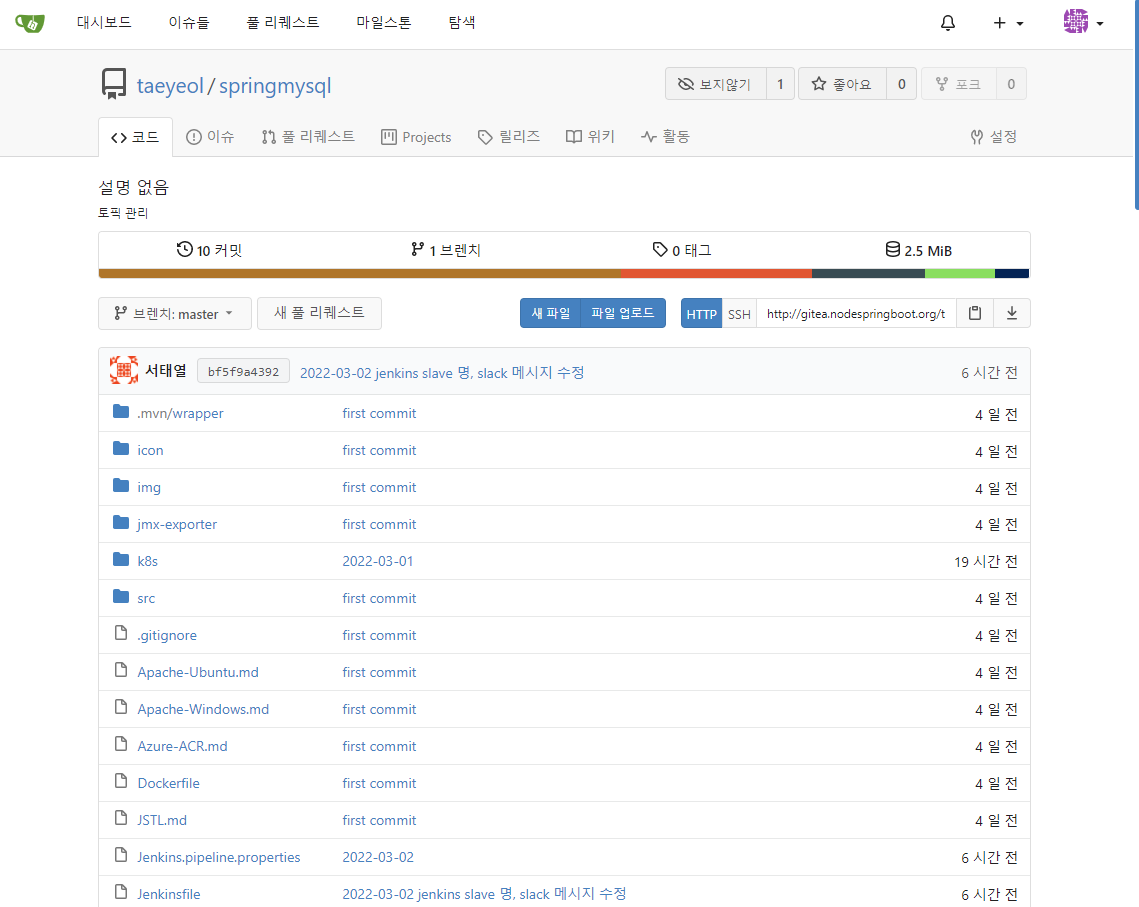 대시보드 이슈들 풀 리퀘스트 마일스톤 탐색
taeyeol / springmysql 보지않기 1 좋아요 0 포크 0
코드 이슈 풀 리퀘스트 Projects 릴리즈 위키 활동 설정
설명 없음
토픽 관리
10 커밋 1 브렌치 0 태그 2.5 MiB
브렌치: master 새 풀 리퀘스트 새 파일 파일 업로드 HTTP SSH http://gitea.nodespringboot.org/t
서태열 bf5f9a4392 2022-03-02 jenkins slave 명, slack 메시지 수정 6 시간 전
.mvn/wrapper first commit 4 일 전
icon first commit 4 일 전
img first commit 4 일 전
jmx-exporter first commit 4 일 전
k8s 2022-03-01 19 시간 전
src first commit 4 일 전
.gitignore first commit 4 일 전
Apache-Ubuntu.md first commit 4 일 전
Apache-Windows.md first commit 4 일 전
Azure-ACR.md first commit 4 일 전
Dockerfile first commit 4 일 전
JSTL.md first commit 4 일 전
Jenkins.pipeline.properties 2022-03-02 6 시간 전
Jenkinsfile 2022-03-02 jenkins slave 명, slack 메시지 수정 6 시간 전